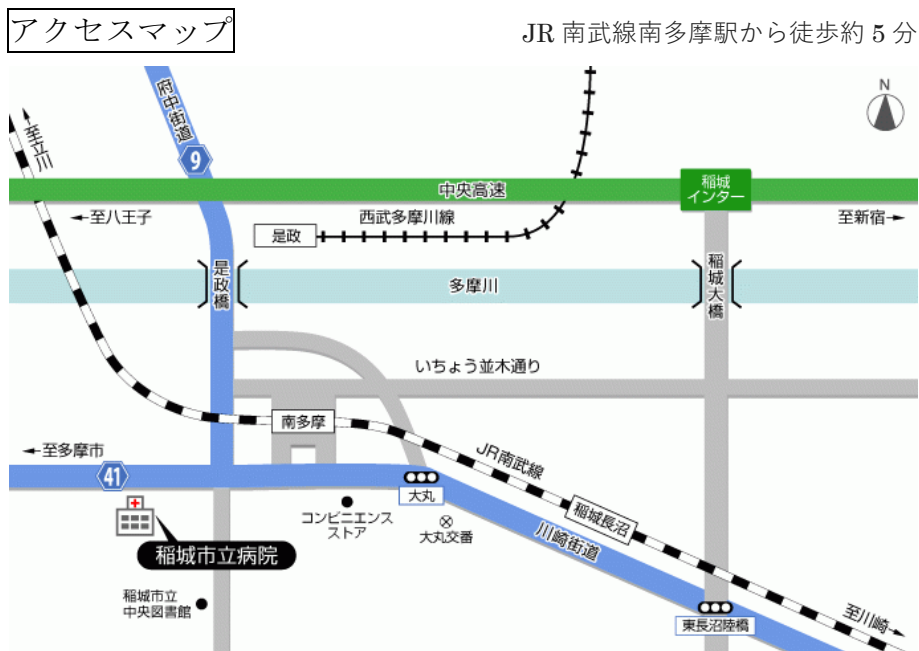 アクセスマップ
JR 南武線南多摩駅から徒歩約 5 分
府中街道
N
至立川
9
中央高速
稲城
インター
至八王子
西武多摩川線
至新宿
是政
是政橋
多摩川
稲城大橋
いちょう並木通り
南多摩
至多摩市
JR南武線
41
大丸
稲城長沼
コンビニエンス
ストア
大丸交番
川崎街道
稲城市立病院
稲城市立
中央図書館
至川崎
東長沼陸橋